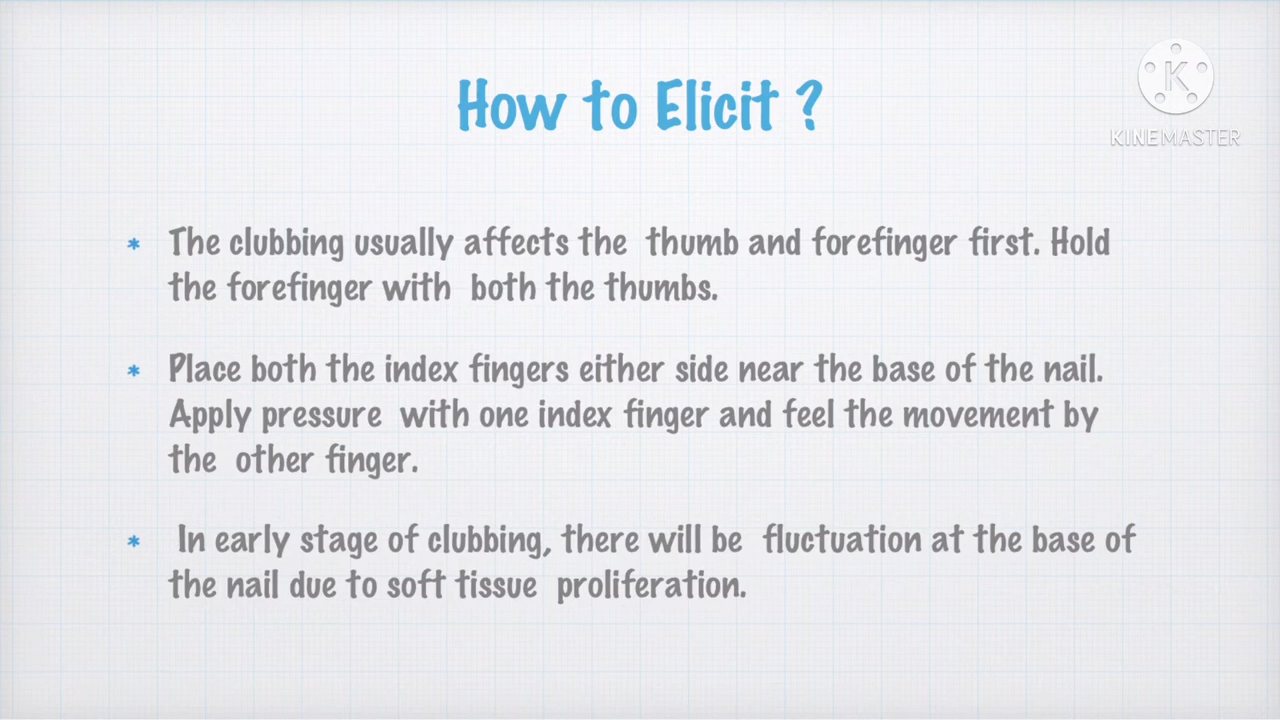 How to Elicit ?
K
KINEMASTER
* The clubbing usually affects the thumb and forefinger first. Hold
the forefinger with both the thumbs.
* Place both the index fingers either side near the base of the nail.
Apply pressure with one index finger and feel the movement by
the other finger.
* In early stage of clubbing, there will be fluctuation at the base of
the nail due to soft tissue proliferation.